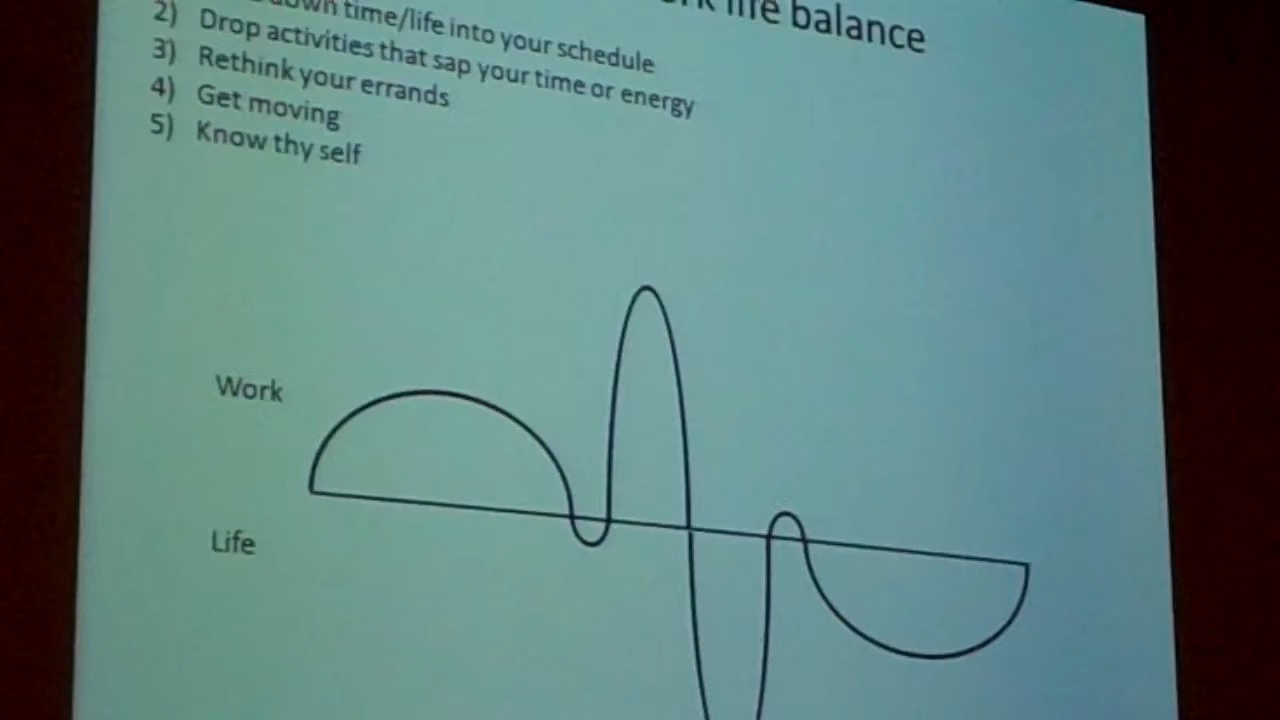 life balance
down time/life into your schedule
2) Drop activities that sap your time or energy
3) Rethink your errands
4) Get moving
5) Know thy self
Work
Life